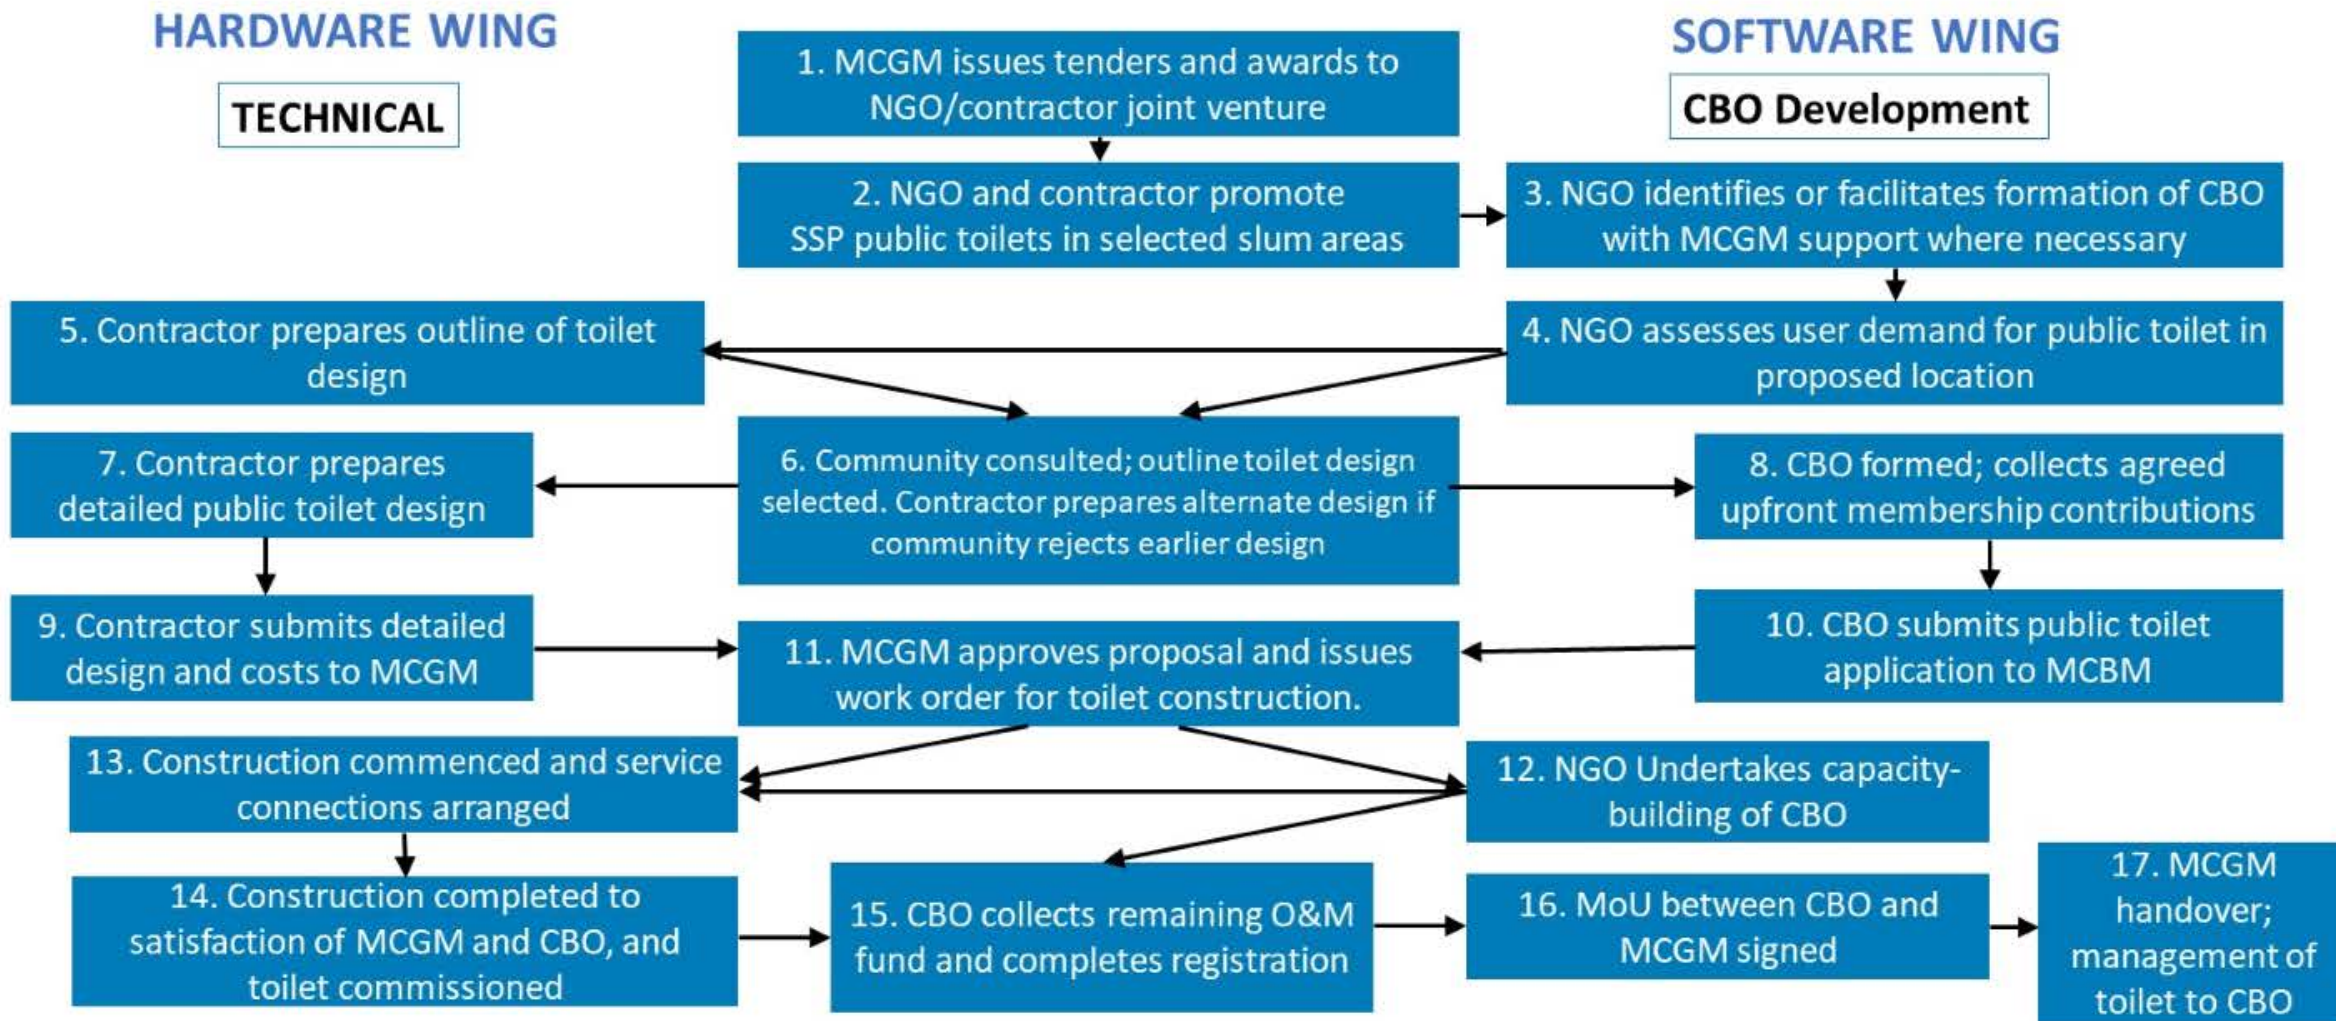 HARDWARE WING
TECHNICAL
SOFTWARE WING
CBO Development
1. MCGM issues tenders and awards to
NGO/contractor joint venture
2. NGO and contractor promote
SSP public toilets in selected slum areas
3. NGO identifies or facilitates formation of CBO
with MCGM support where necessary
4. NGO assesses user demand for public toilet in
proposed location
5. Contractor prepares outline of toilet
design
6. Community consulted; outline toilet design
selected. Contractor prepares alternate design if
community rejects earlier design
7. Contractor prepares
detailed public toilet design
8. CBO formed; collects agreed
upfront membership contributions
9. Contractor submits detailed
design and costs to MCGM
10. CBO submits public toilet
application to MCBM
11. MCGM approves proposal and issues
work order for toilet construction.
12. NGO Undertakes capacity-
building of CBO
13. Construction commenced and service
connections arranged
14. Construction completed to
satisfaction of MCGM and CBO, and
toilet commissioned
15. CBO collects remaining O&M
fund and completes registration
16. MoU between CBO and
MCGM signed
17. MCGM
handover;
management of
toilet to CBO